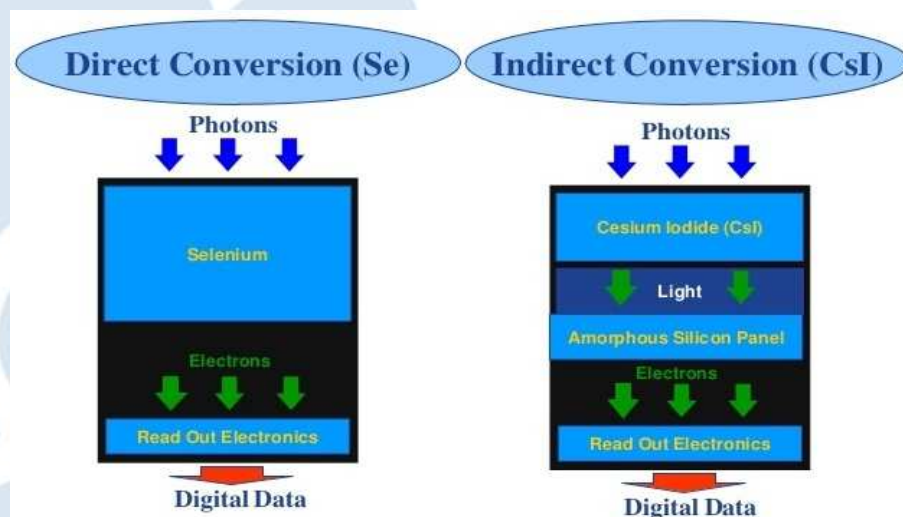 Direct Conversion (Se)
Photons
Selenium
Electrons
Read Out Electronics
Digital Data
Indirect Conversion (CsI)
Photons
Cesium Iodide (CsI)
Light
Amorphous Silicon Panel
Electrons
Read Out Electronics
Digital Data